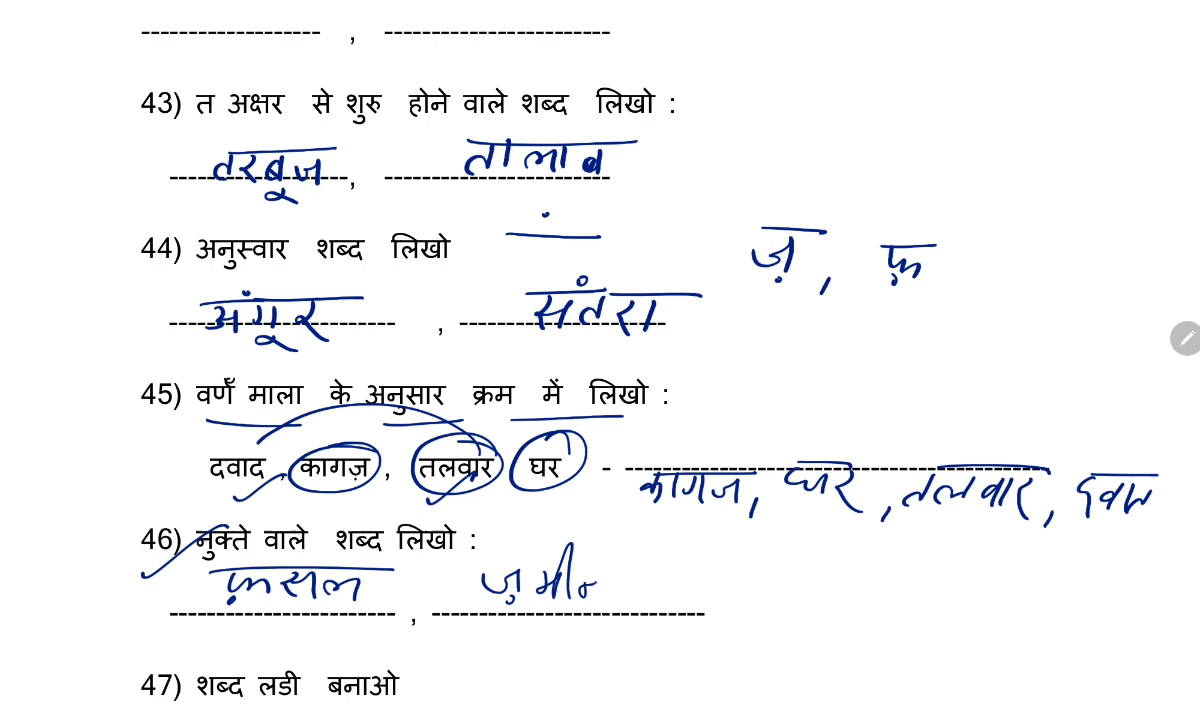 ------------------- , ------------------------
43) त अक्षर से शुरु होने वाले शब्द लिखो :
तरबूज , तालाब
44) अनुस्वार शब्द लिखो ं ज़ , फ़
अंगूर , संतरा
45) वर्णँ माला के अनुसार क्रम में लिखो :
दवाद , कागज़ , तलवार घर - कागज, घर, तलवार,
46) नुक्ते वाले शब्द लिखो :
फ़सल , ज़मीन
47) शब्द लडी बनाओ